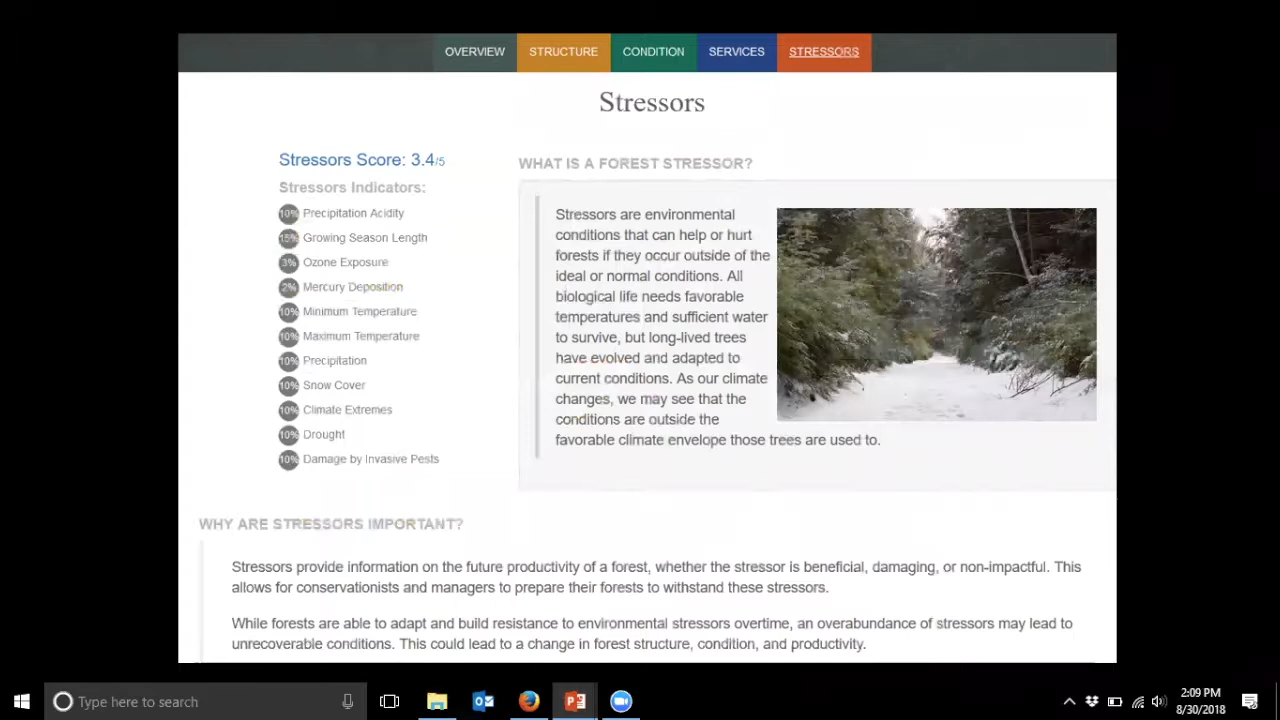 OVERVIEW STRUCTURE CONDITION SERVICES STRESSORS
Stressors
Stressors Score: 3.4/5
Stressors Indicators:
10% Precipitation Acidity
15% Growing Season Length
3% Ozone Exposure
2% Mercury Deposition
10% Minimum Temperature
10% Maximum Temperature
10% Precipitation
10% Snow Cover
10% Climate Extremes
10% Drought
10% Damage by Invasive Pests
WHAT IS A FOREST STRESSOR?
Stressors are environmental
conditions that can help or hurt
forests if they occur outside of the
ideal or normal conditions. All
biological life needs favorable
temperatures and sufficient water
to survive, but long-lived trees
have evolved and adapted to
current conditions. As our climate
changes, we may see that the
conditions are outside the
favorable climate envelope those trees are used to.
WHY ARE STRESSORS IMPORTANT?
Stressors provide information on the future productivity of a forest, whether the stressor is beneficial, damaging, or non-impactful. This
allows for conservationists and managers to prepare their forests to withstand these stressors.
While forests are able to adapt and build resistance to environmental stressors overtime, an overabundance of stressors may lead to
unrecoverable conditions. This could lead to a change in forest structure, condition, and productivity.
Type here to search
2:09 PM
8/30/2018